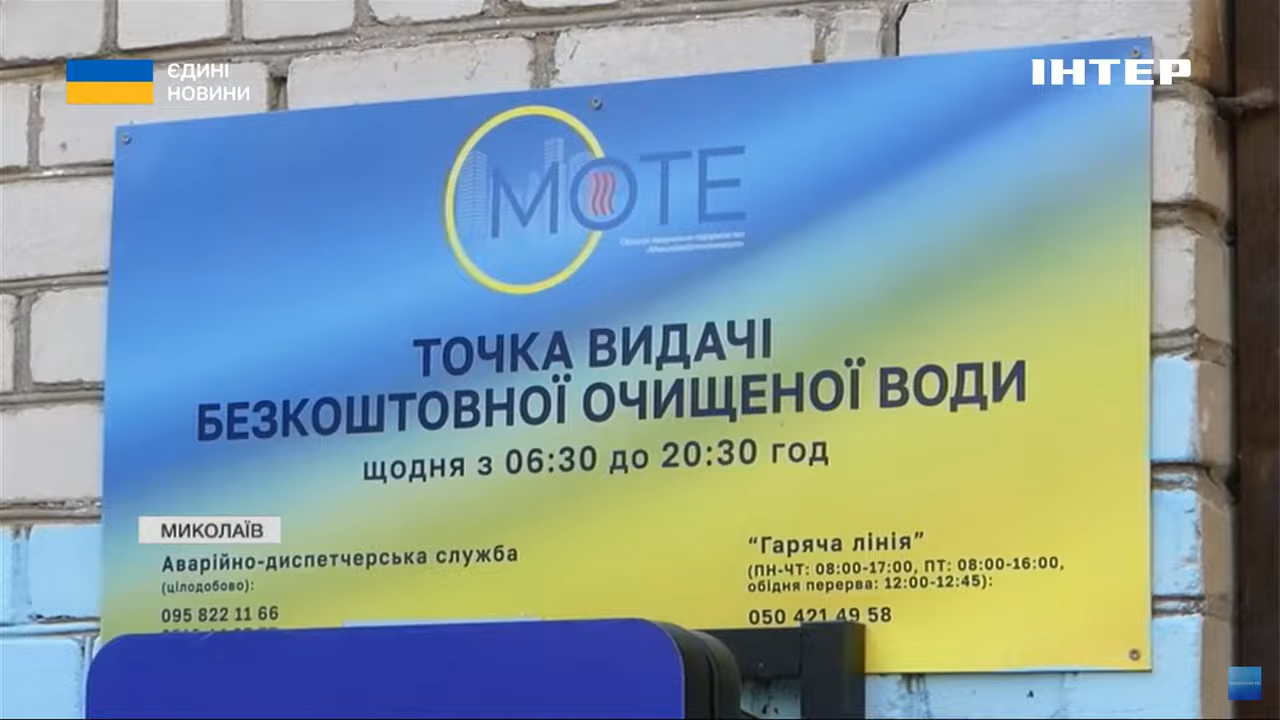 ЄДИНІ
НОВИНИ
ІНТЕР
МОТЕ
ТОЧКА ВИДАЧІ
БЕЗКОШТОВНОЇ ОЧИЩЕНОЇ ВОДИ
щодня з 06:30 до 20:30 год
МИКОЛАЇВ
Аварійно-диспетчерська служба
(цілодобово):
095 822 11 66
“Гаряча лінія”
(ПН-ЧТ: 08:00-17:00, ПТ: 08:00-16:00,
обідня перерва: 12:00-12:45):
050 421 49 58